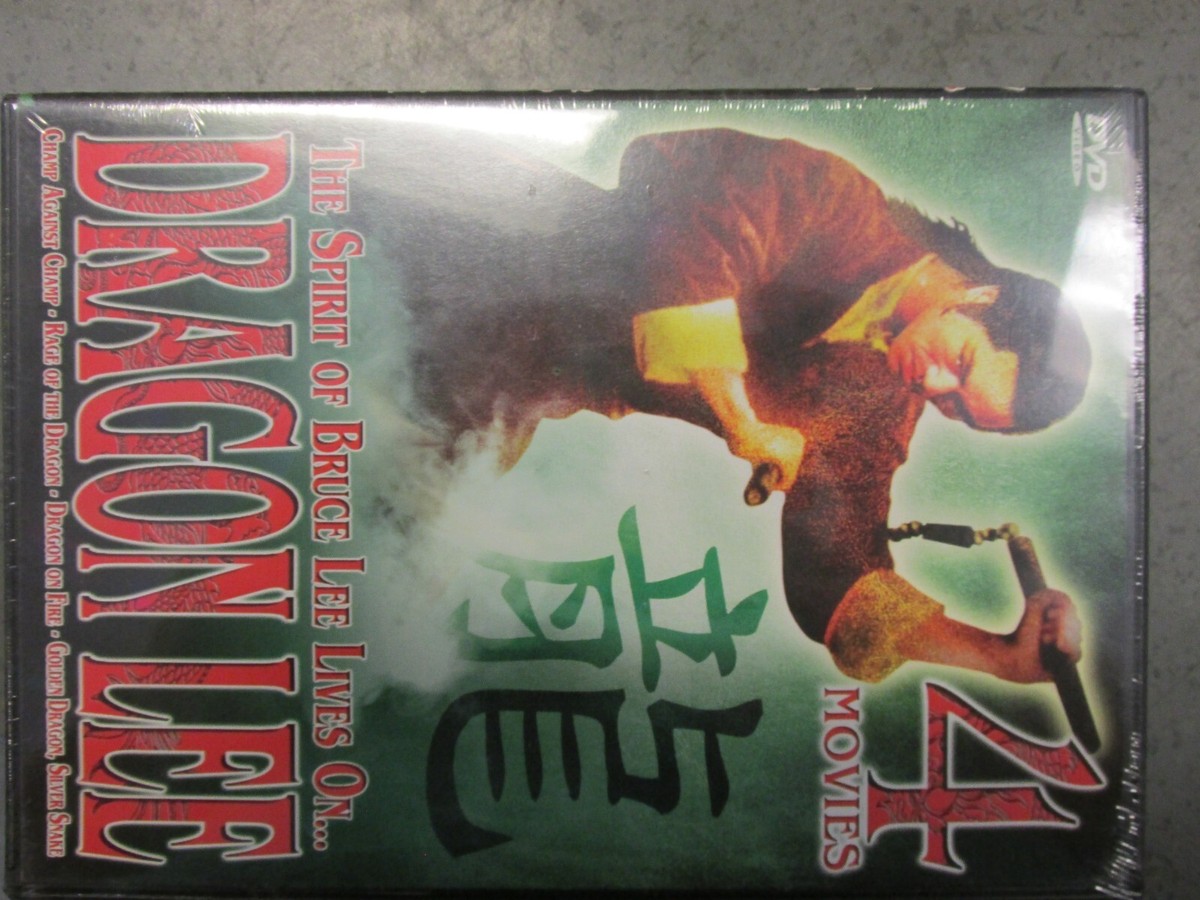 DVD
VIDEO
4
MOVIES
龍
THE SPIRIT OF BRUCE LEE LIVES ON...
DRAGON LEE
CHAMP AGAINST CHAMP - RAGE OF THE DRAGON - DRAGON ON FIRE - GOLDEN DRAGON, SILVER SNAKE